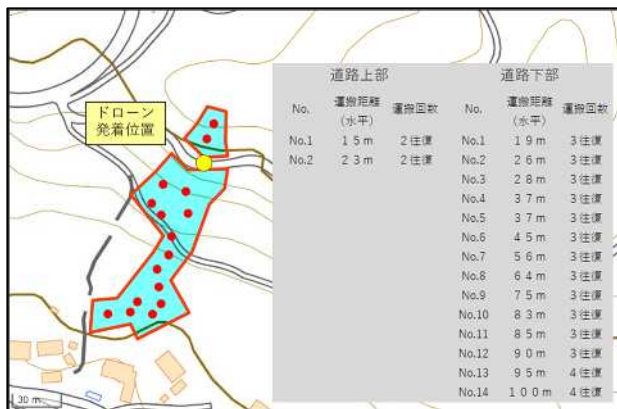 ドローン
発着位置
道路上部
No. 運搬距離(水平) 運搬回数
No.1 15m 2往復
No.2 23m 2往復
道路下部
No. 運搬距離(水平) 運搬回数
No.1 19m 3往復
No.2 26m 3往復
No.3 28m 3往復
No.4 37m 3往復
No.5 37m 3往復
No.6 45m 3往復
No.7 56m 3往復
No.8 64m 3往復
No.9 75m 3往復
No.10 83m 3往復
No.11 85m 3往復
No.12 90m 3往復
No.13 95m 4往復
No.14 100m 4往復
30 m